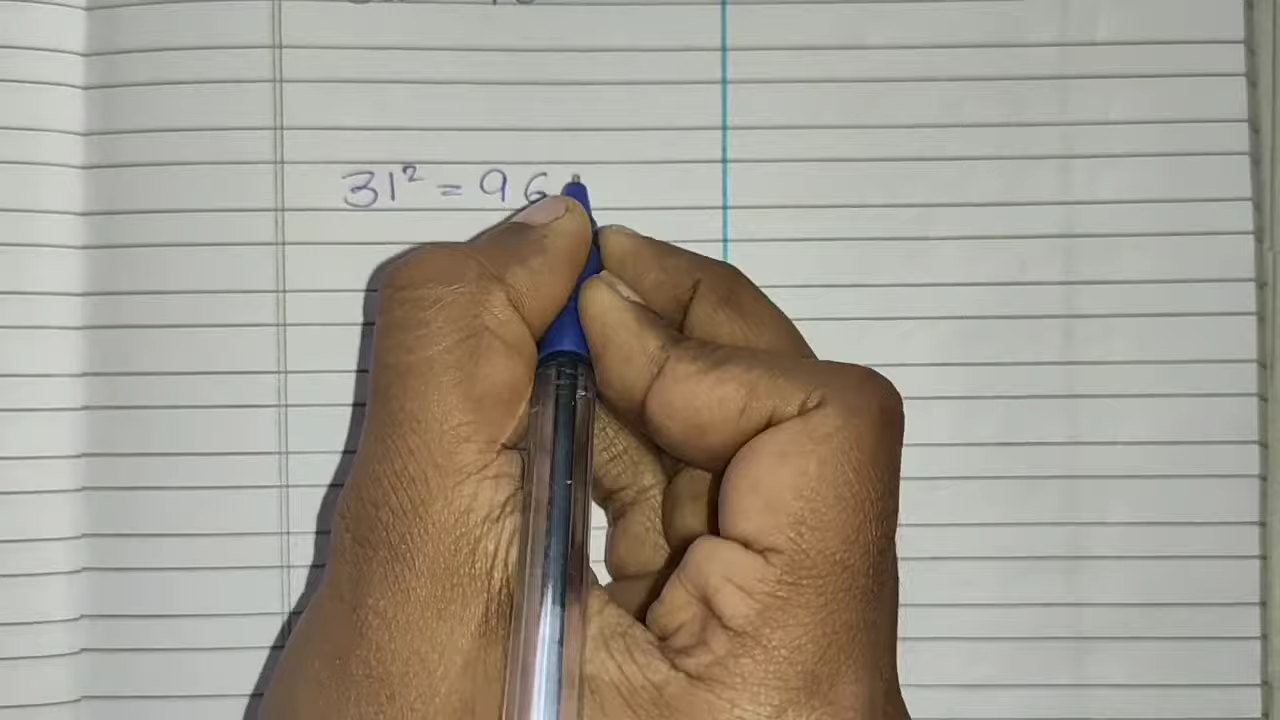 31² = 96